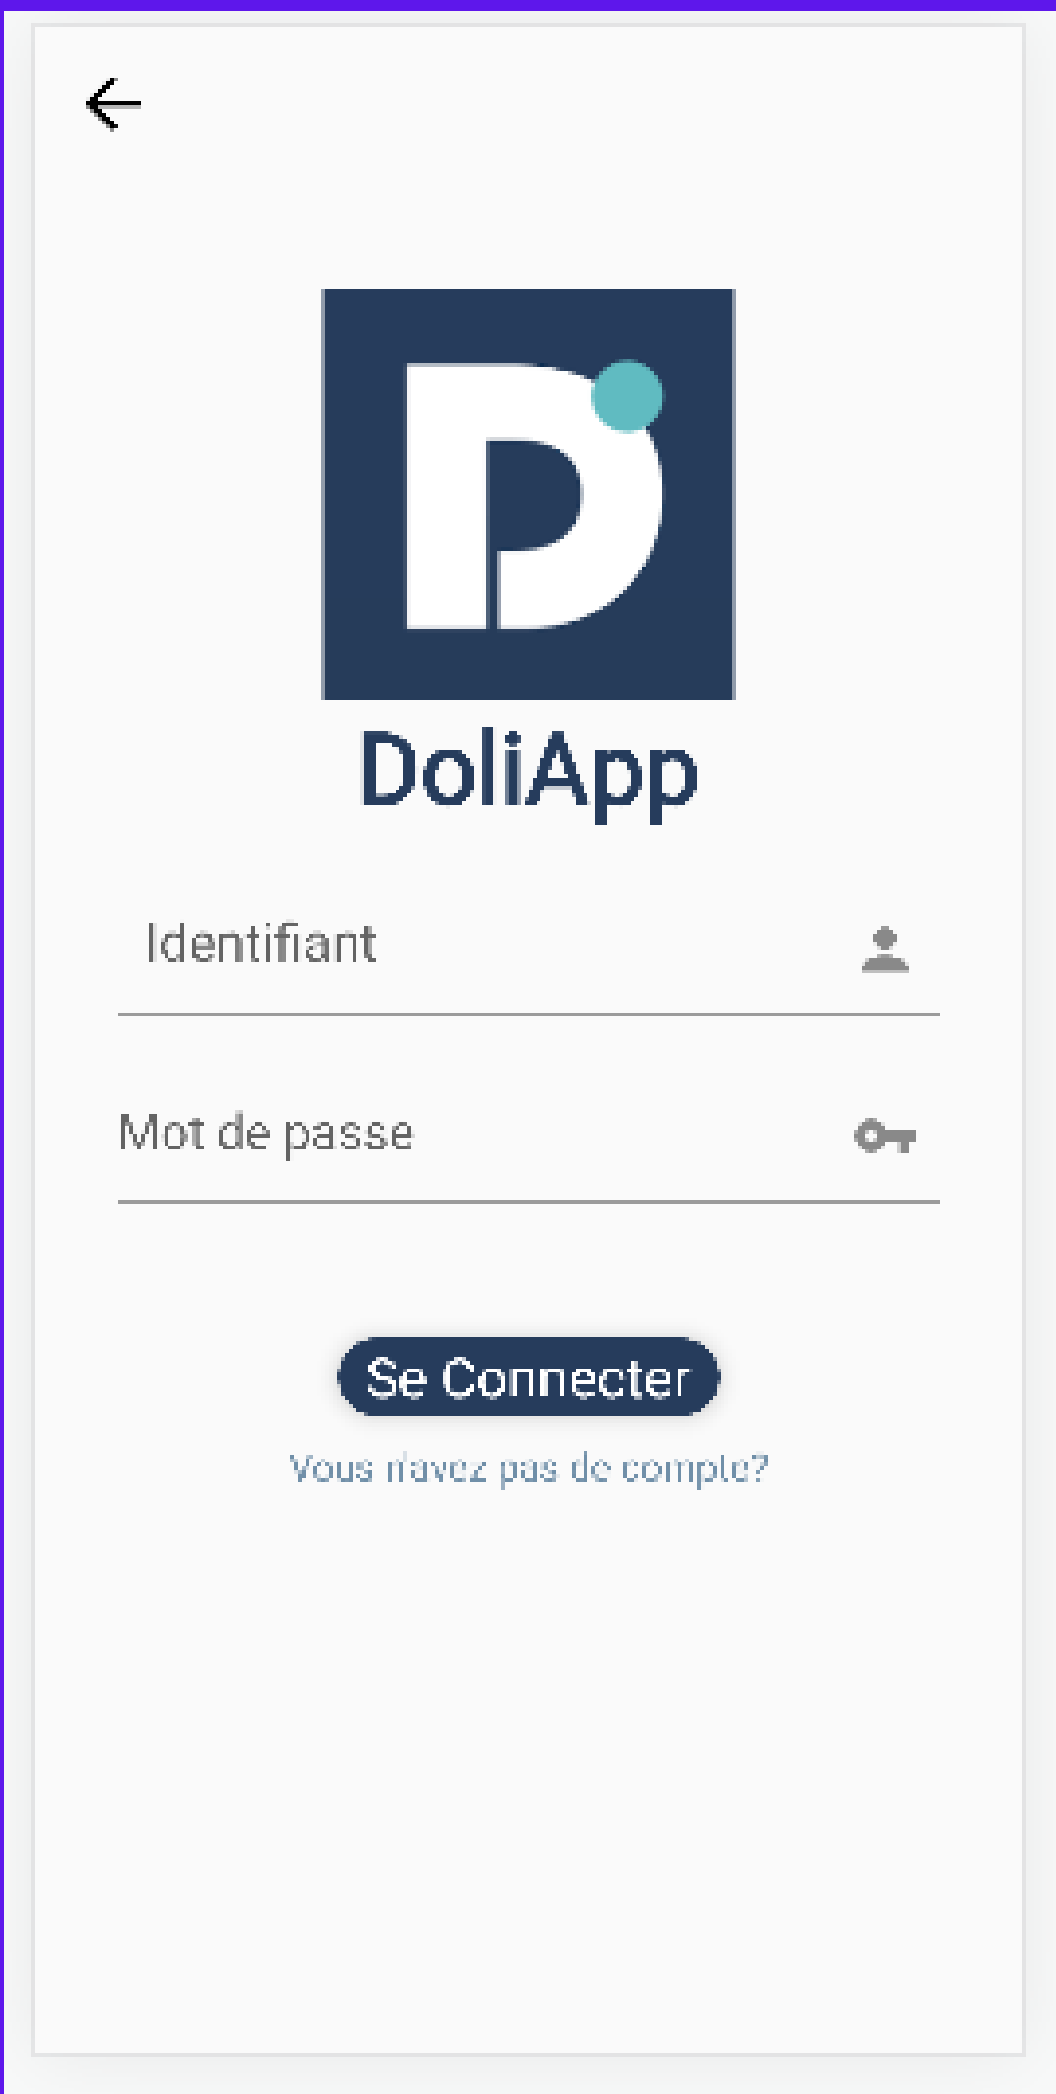 D
DoliApp
Identifiant
Mot de passe
Se Connecter
Vous n'avez pas de compte?